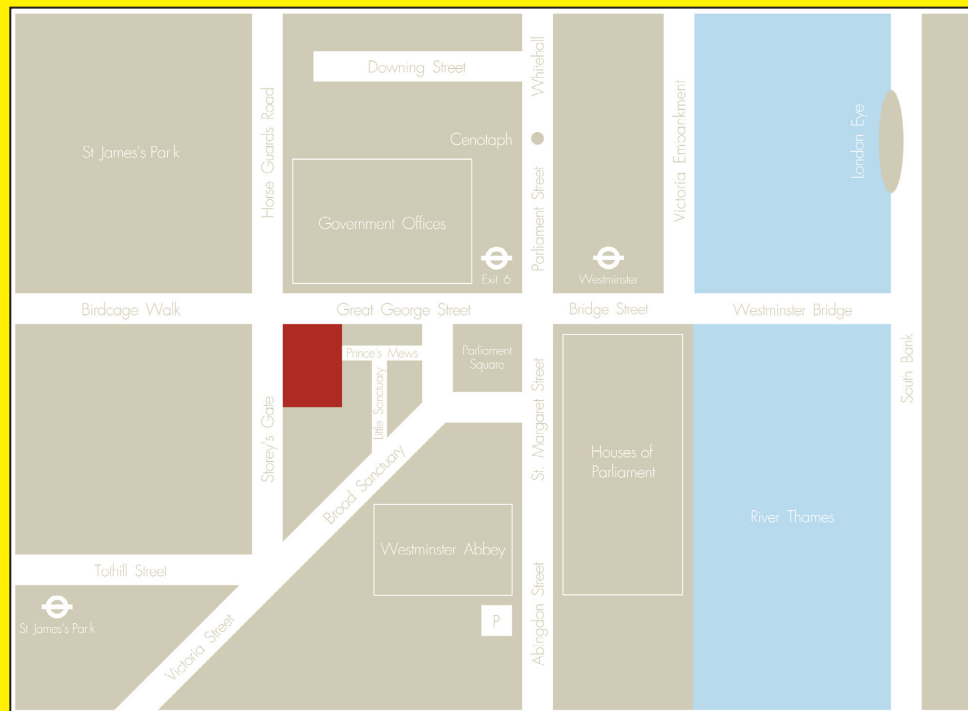 Downing Street
Whitehall
Horse Guards Road
St James's Park
Cenotaph
Victoria Embankment
London Eye
Government Offices
Parliament Street
Exit 6
Westminster
Birdcage Walk
Great George Street
Bridge Street
Westminster Bridge
Prince's Mews
Parliament
Square
South Bank
Little Sanctuary
St. Margaret Street
Storey's Gate
Houses of
Parliament
Broad Sanctuary
River Thames
Westminster Abbey
Tothill Street
St James's Park
P
Abingdon Street
Victoria Street